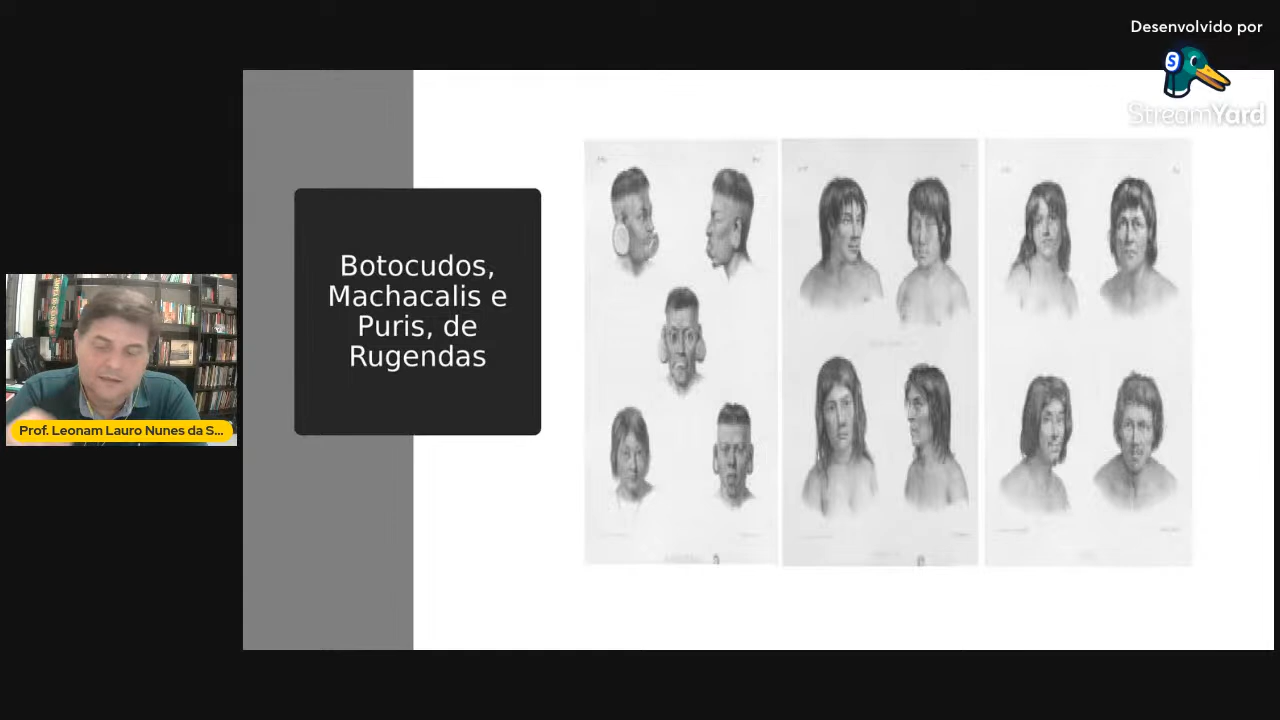 Desenvolvido por
StreamYard
Botocudos,
Machacalis e
Puris, de
Rugendas
Prof. Leonam Lauro Nunes da S...